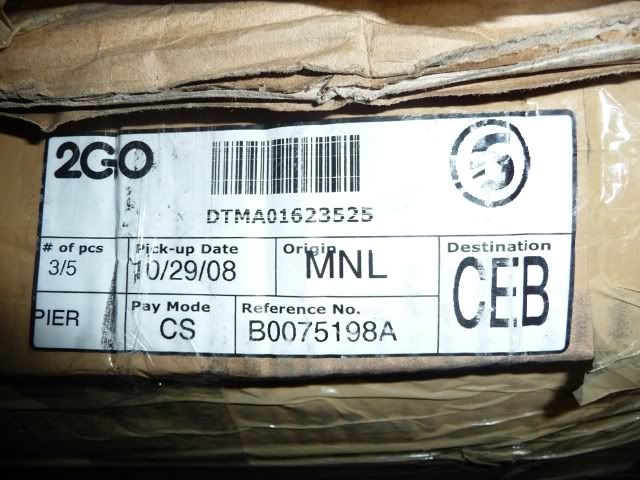 2GO
DTMA01623525
# of pcs
3/5
Pick-up Date
10/29/08
Origin
MNL
Destination
CEB
PIER
Pay Mode
CS
Reference No.
B0075198A